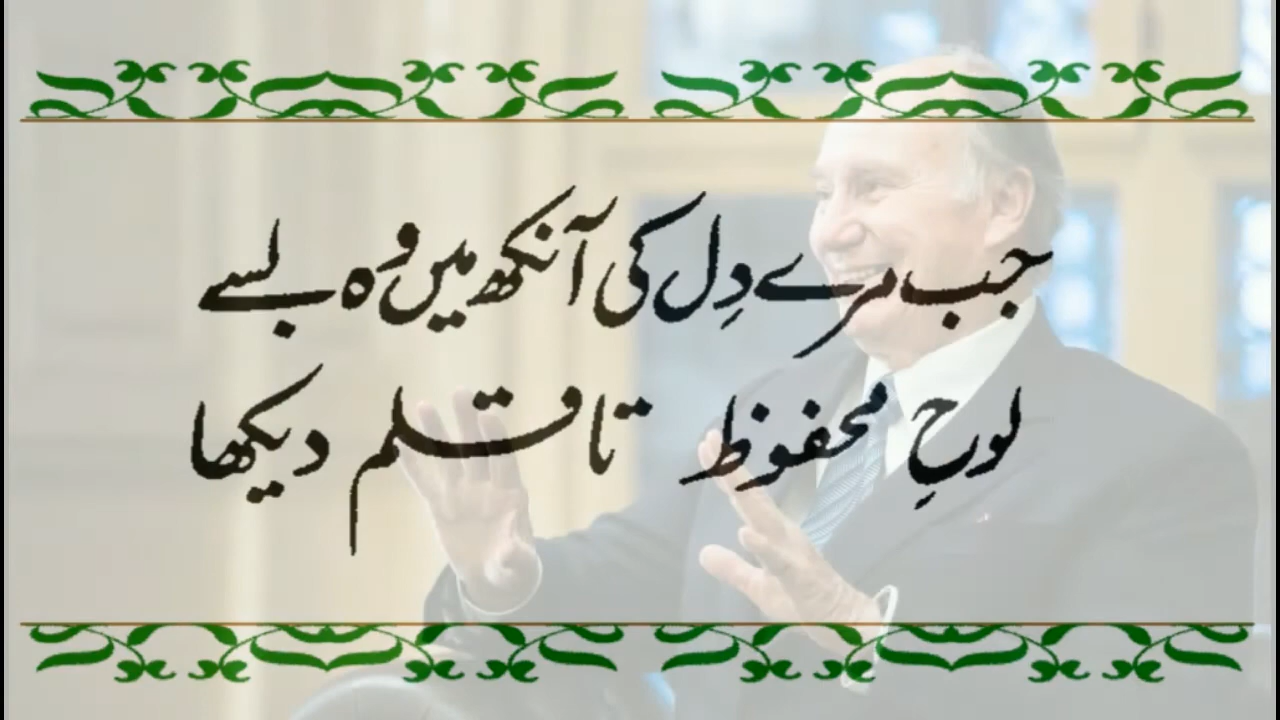 جب مرے دِل کی آنکھ میں وہ بسے
لوحِ محفوظ تا قلم دیکھا